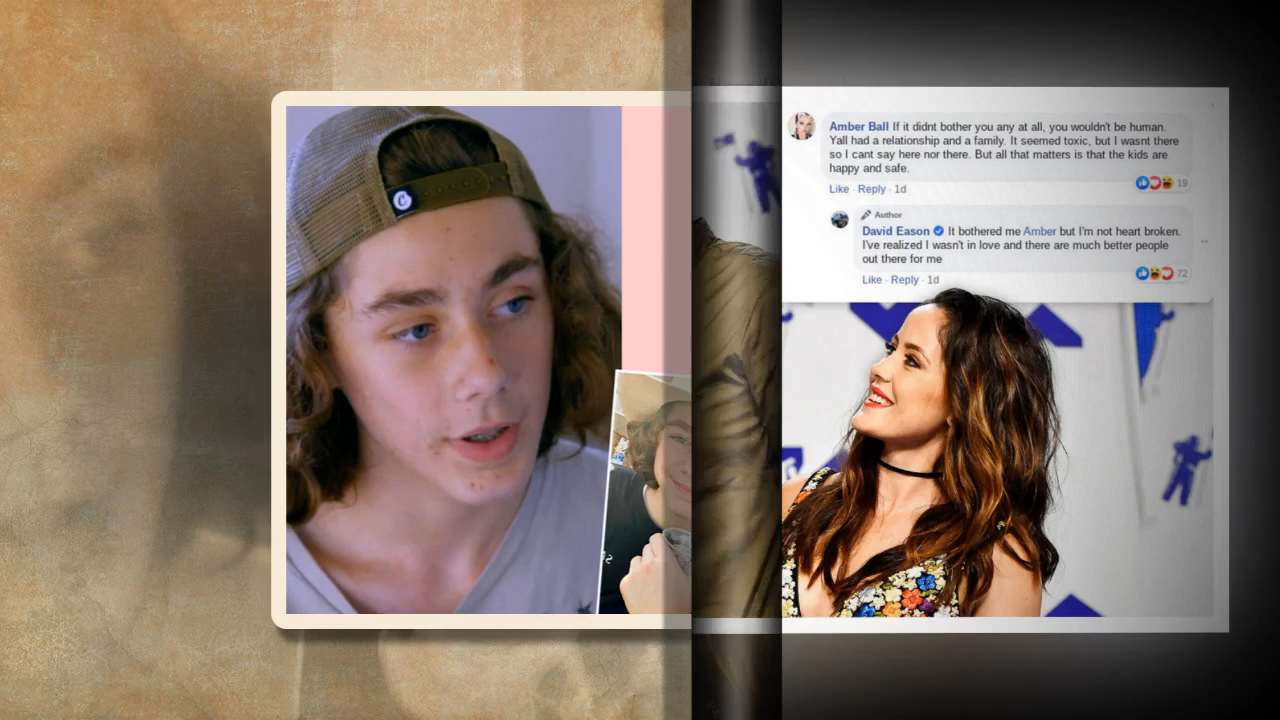 Amber Ball If it didnt bother you any at all, you wouldn't be human.
Yall had a relationship and a family. It seemed toxic, but I wasnt there
so I cant say here nor there. But all that matters is that the kids are
happy and safe.
Like · Reply · 1d
19
Author
David Eason It bothered me Amber but I'm not heart broken.
I've realized I wasn't in love and there are much better people
out there for me
72
Like · Reply · 1d